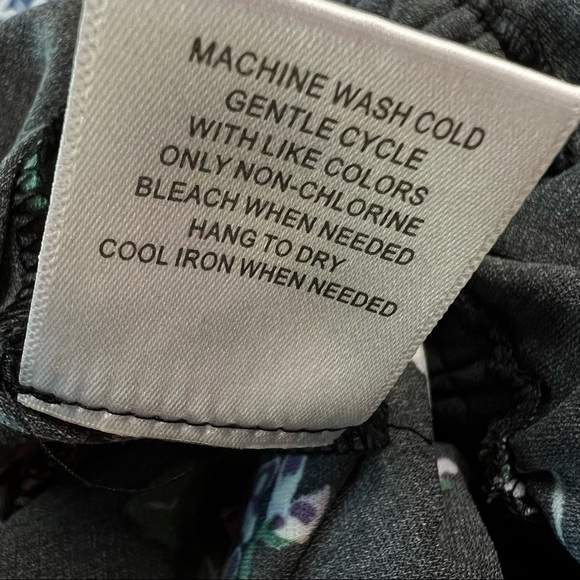 MACHINE WASH COLD
GENTLE CYCLE
WITH LIKE COLORS
ONLY NON-CHLORINE
BLEACH WHEN NEEDED
HANG TO DRY
COOL IRON WHEN NEEDED